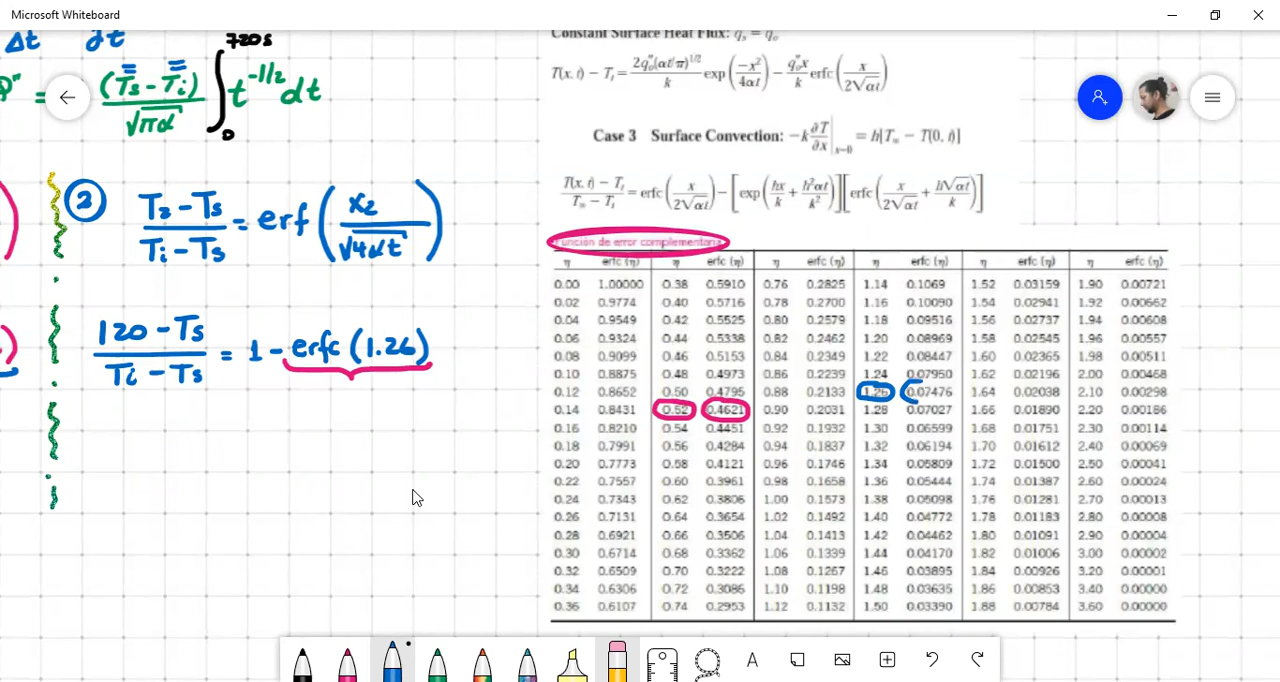 Microsoft Whiteboard
Δt ∂t
720s
(Ts - Ti)
√πα
∫ t^-1/2 dt
0
②
T2 - Ts / Ti - Ts = erf ( x2 / √4αt )
120 - Ts / Ti - Ts = 1 - erfc (1.26)
Constant Surface Heat Flux: q_s = q_o
T(x, t) - T_i = 2q″_o(αt/π)^1/2 / k exp(-x² / 4αt) - q″_o x / k erfc(x / 2√αt)
Case 3 Surface Convection: -k ∂T/∂x |x=0 = h[T∞ - T(0, t)]
T(x, t) - T_i / T∞ - T_i = erfc(x / 2√αt) - [exp(hx/k + h²αt/k²)][erfc(x / 2√αt + h√αt / k)]
Función de error complementaria
η erfc (η) η erfc (η) η erfc (η) η erfc (η) η erfc (η) η erfc (η)
0.00 1.00000 0.38 0.5910 0.76 0.2825 1.14 0.1069 1.52 0.03159 1.90 0.00721
0.02 0.9774 0.40 0.5716 0.78 0.2700 1.16 0.10090 1.54 0.02941 1.92 0.00662
0.04 0.9549 0.42 0.5525 0.80 0.2579 1.18 0.09516 1.56 0.02737 1.94 0.00608
0.06 0.9324 0.44 0.5338 0.82 0.2462 1.20 0.08969 1.58 0.02545 1.96 0.00557
0.08 0.9099 0.46 0.5153 0.84 0.2349 1.22 0.08447 1.60 0.02365 1.98 0.00511
0.10 0.8875 0.48 0.4973 0.86 0.2239 1.24 0.07950 1.62 0.02196 2.00 0.00468
0.12 0.8652 0.50 0.4795 0.88 0.2133 1.26 0.07476 1.64 0.02038 2.10 0.00298
0.14 0.8431 0.52 0.4621 0.90 0.2031 1.28 0.07027 1.66 0.01890 2.20 0.00186
0.16 0.8210 0.54 0.4451 0.92 0.1932 1.30 0.06599 1.68 0.01751 2.30 0.00114
0.18 0.7991 0.56 0.4284 0.94 0.1837 1.32 0.06194 1.70 0.01612 2.40 0.00069
0.20 0.7773 0.58 0.4121 0.96 0.1746 1.34 0.05809 1.72 0.01500 2.50 0.00041
0.22 0.7557 0.60 0.3961 0.98 0.1658 1.36 0.05444 1.74 0.01387 2.60 0.00024
0.24 0.7343 0.62 0.3806 1.00 0.1573 1.38 0.05098 1.76 0.01281 2.70 0.00013
0.26 0.7131 0.64 0.3654 1.02 0.1492 1.40 0.04772 1.78 0.01183 2.80 0.00008
0.28 0.6921 0.66 0.3506 1.04 0.1413 1.42 0.04462 1.80 0.01091 2.90 0.00004
0.30 0.6714 0.68 0.3362 1.06 0.1339 1.44 0.04170 1.82 0.01006 3.00 0.00002
0.32 0.6509 0.70 0.3222 1.08 0.1267 1.46 0.03895 1.84 0.00926 3.20 0.00001
0.34 0.6306 0.72 0.3086 1.10 0.1198 1.48 0.03635 1.86 0.00853 3.40 0.00000
0.36 0.6107 0.74 0.2953 1.12 0.1132 1.50 0.03390 1.88 0.00784 3.60 0.00000